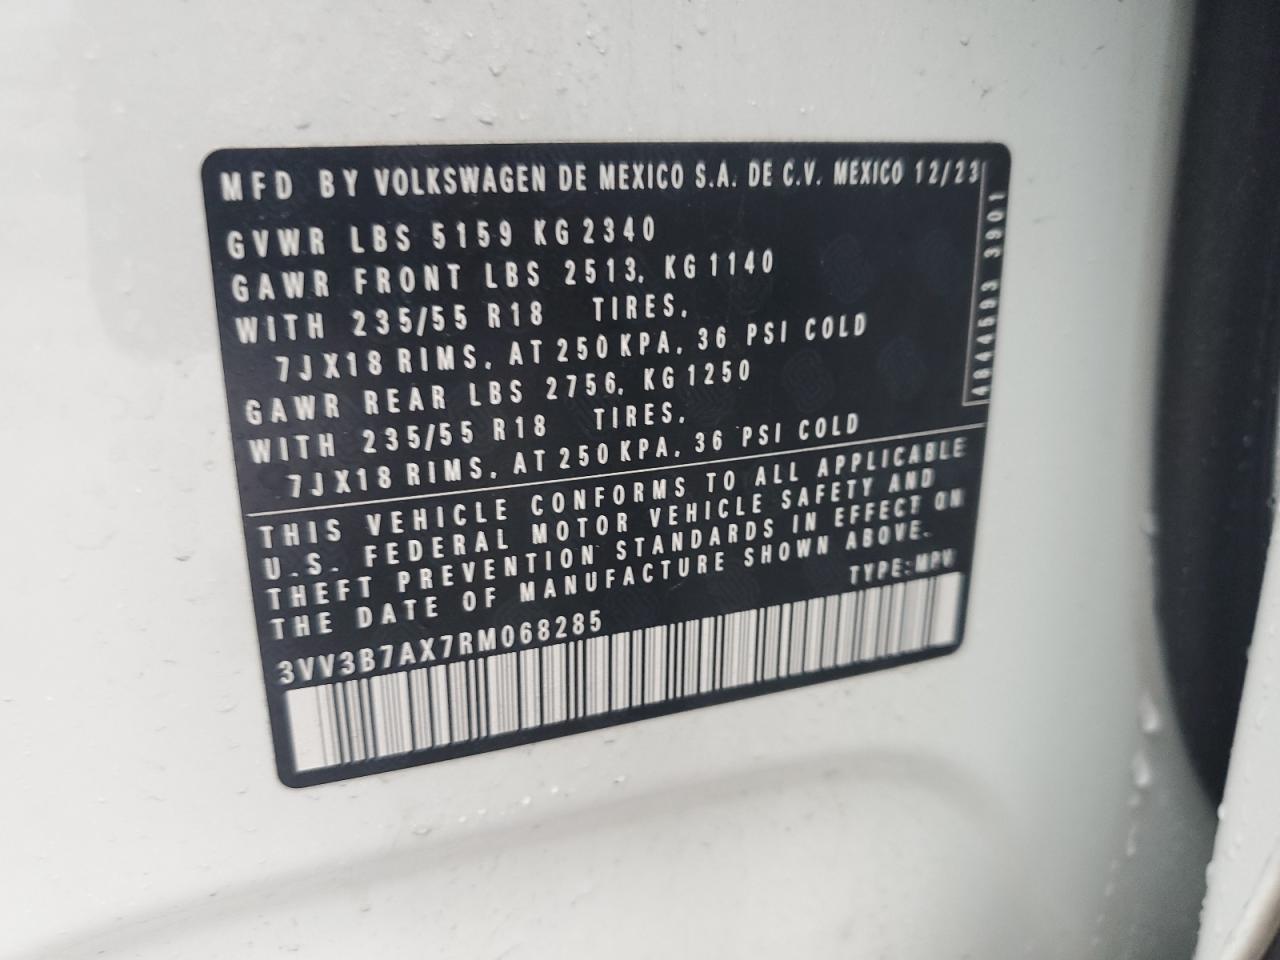 MFD BY VOLKSWAGEN DE MEXICO S.A. DE C.V. MEXICO 12/23
GVWR LBS 5159 KG 2340
GAWR FRONT LBS 2513, KG 1140
WITH 235/55 R18 TIRES,
7JX18 RIMS, AT 250 KPA, 36 PSI COLD
GAWR REAR LBS 2756, KG 1250
WITH 235/55 R18 TIRES,
7JX18 RIMS, AT 250 KPA, 36 PSI COLD
THIS VEHICLE CONFORMS TO ALL APPLICABLE
U.S. FEDERAL MOTOR VEHICLE SAFETY AND
THEFT PREVENTION STANDARDS IN EFFECT ON
THE DATE OF MANUFACTURE SHOWN ABOVE.
TYPE:MPV
3VV3B7AX7RM068285